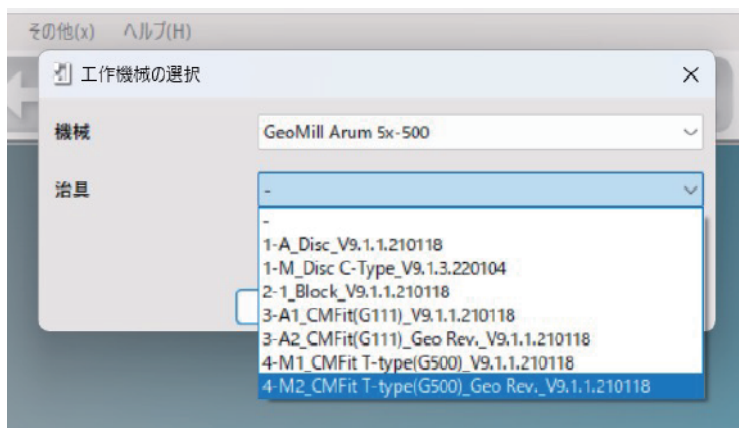 その他(x) ヘルプ(H)
工作機械の選択
機械 GeoMill Arum 5x-500
治具 -
-
1-A_Disc_V9.1.1.210118
1-M_Disc C-Type_V9.1.3.220104
2-1_Block_V9.1.1.210118
3-A1_CMFit(G111)_V9.1.1.210118
3-A2_CMFit(G111)_Geo Rev._V9.1.1.210118
4-M1_CMFit T-type(G500)_V9.1.1.210118
4-M2_CMFit T-type(G500)_Geo Rev._V9.1.1.210118